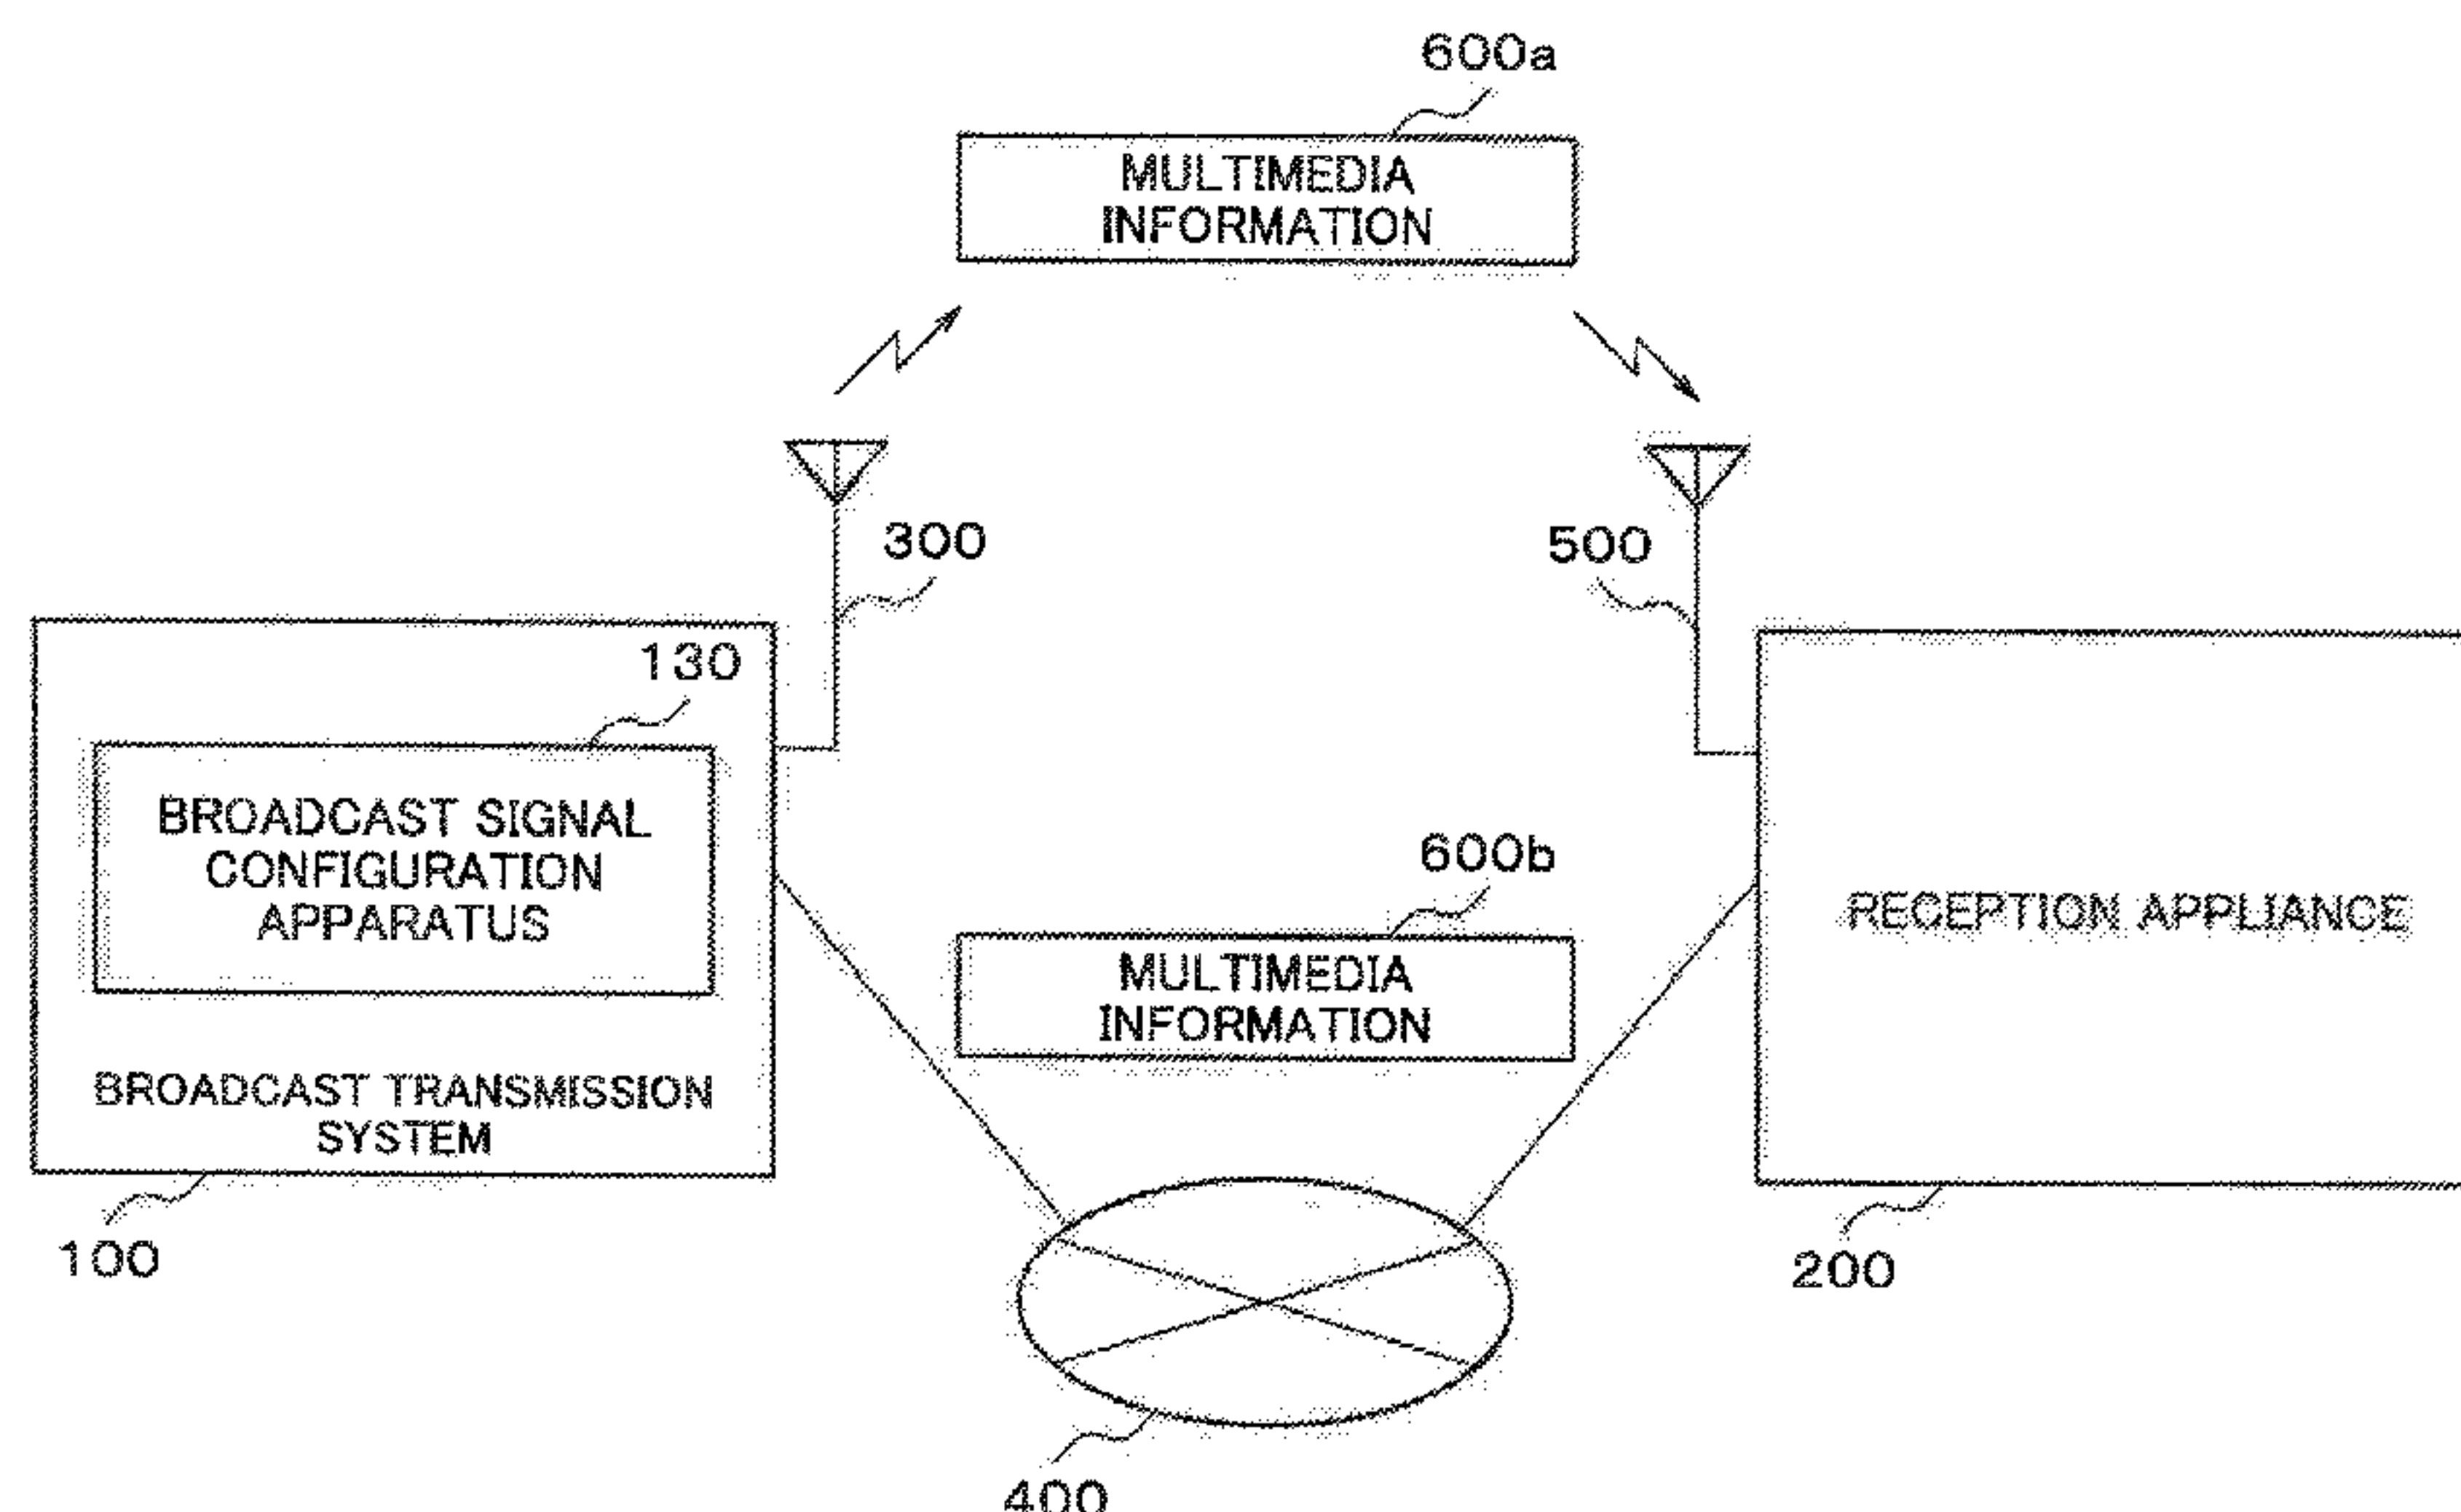 600a
MULTIMEDIA
INFORMATION
300
500
130
BROADCAST SIGNAL
CONFIGURATION
APPARATUS
600b
MULTIMEDIA
INFORMATION
RECEPTION APPLIANCE
BROADCAST TRANSMISSION
SYSTEM
100
200
400